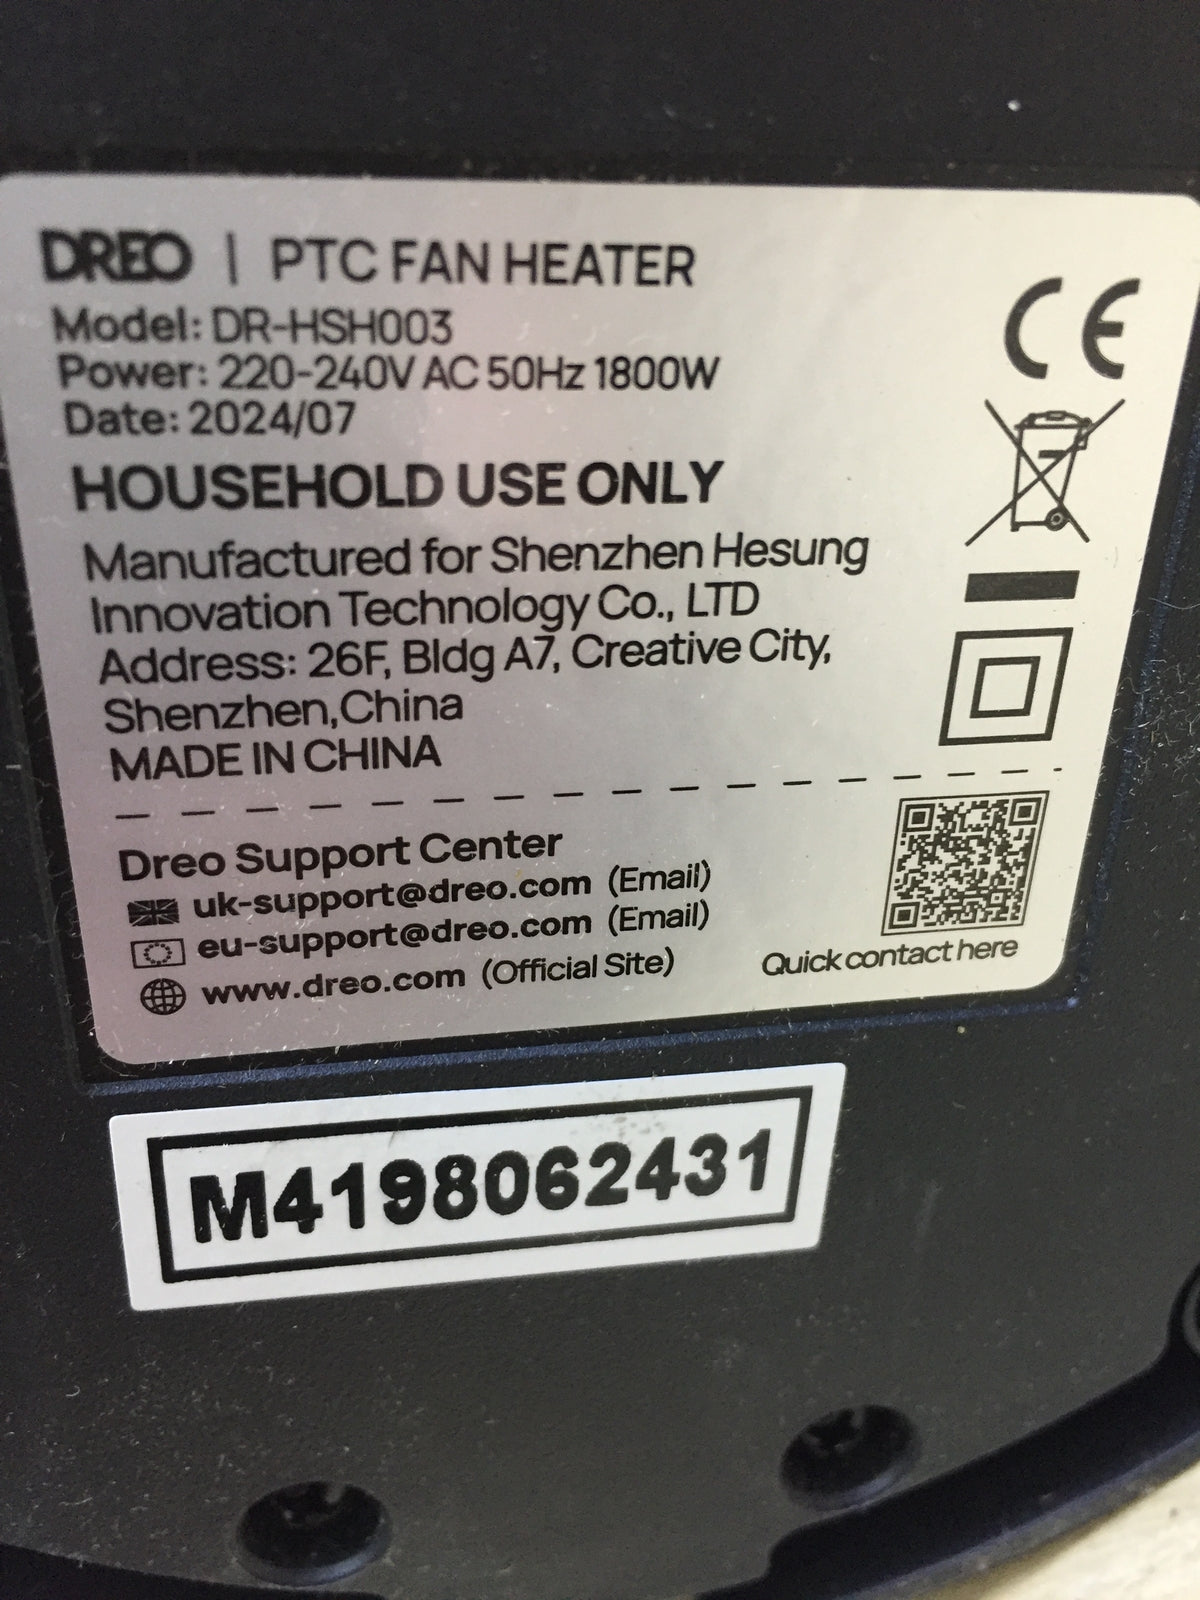 DREO | PTC FAN HEATER
Model: DR-HSH003
Power: 220-240V AC 50Hz 1800W
Date: 2024/07
HOUSEHOLD USE ONLY
Manufactured for Shenzhen Hesung
Innovation Technology Co., LTD
Address: 26F, Bldg A7, Creative City,
Shenzhen,China
MADE IN CHINA
CE
Dreo Support Center
uk-support@dreo.com (Email)
eu-support@dreo.com (Email)
www.dreo.com (Official Site)
Quick contact here
M4198062431